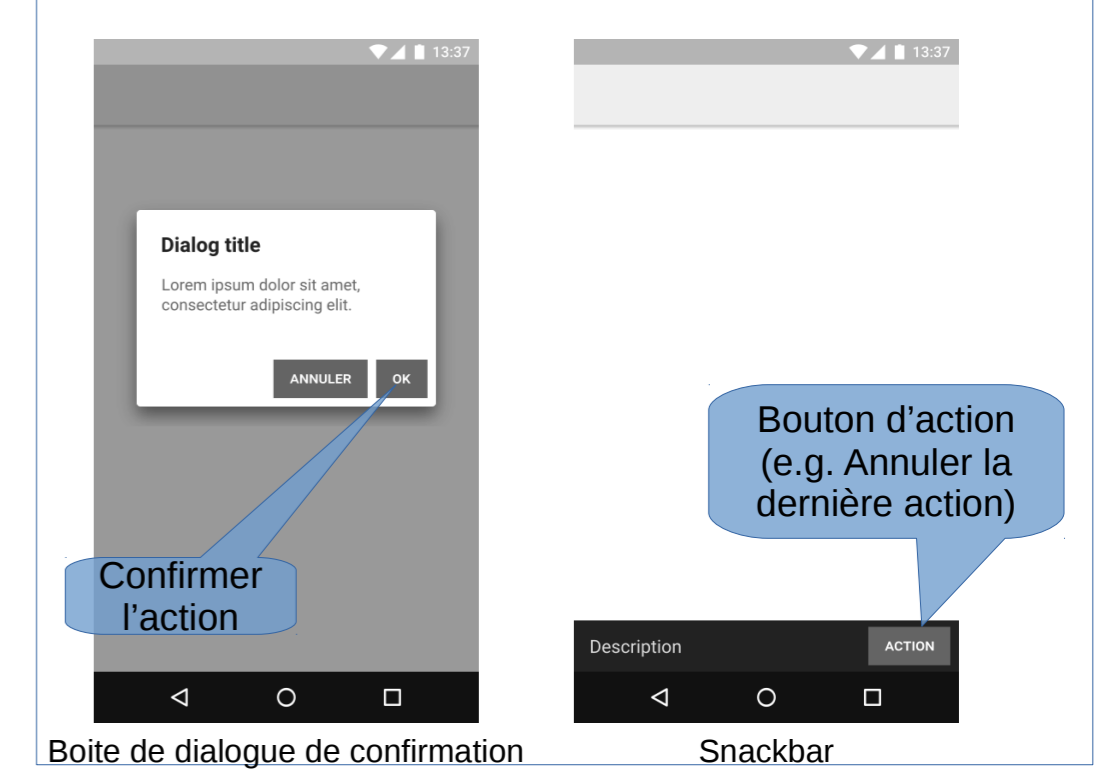 13:37
Dialog title
Lorem ipsum dolor sit amet,
consectetur adipiscing elit.
ANNULER
OK
Confirmer
l’action
Boite de dialogue de confirmation
13:37
Bouton d’action
(e.g. Annuler la
dernière action)
Description
ACTION
Snackbar